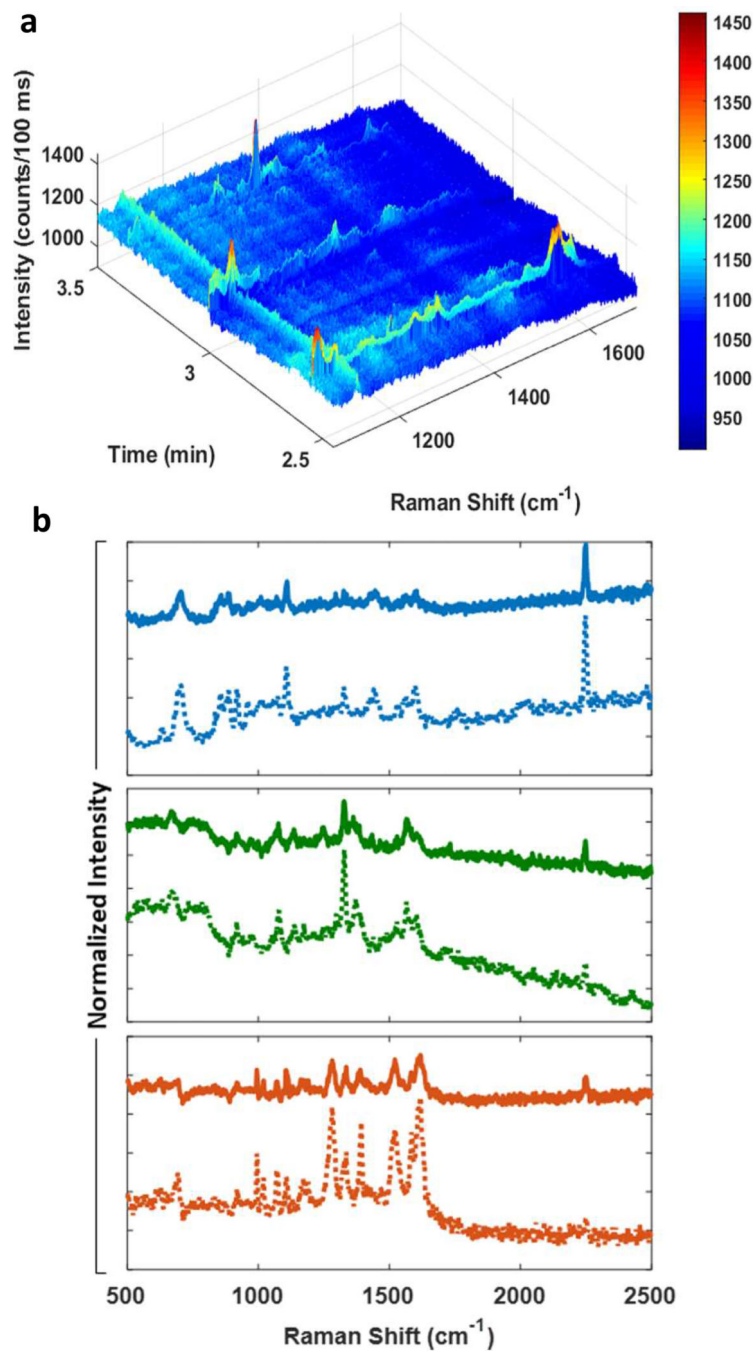 a
Intensity (counts/100 ms)
1400
1200
1000
3.5
3
2.5
Time (min)
1200
1400
1600
Raman Shift (cm-1)
1450
1400
1350
1300
1250
1200
1150
1100
1050
1000
950
b
Normalized Intensity
500 1000 1500 2000 2500
Raman Shift (cm-1)